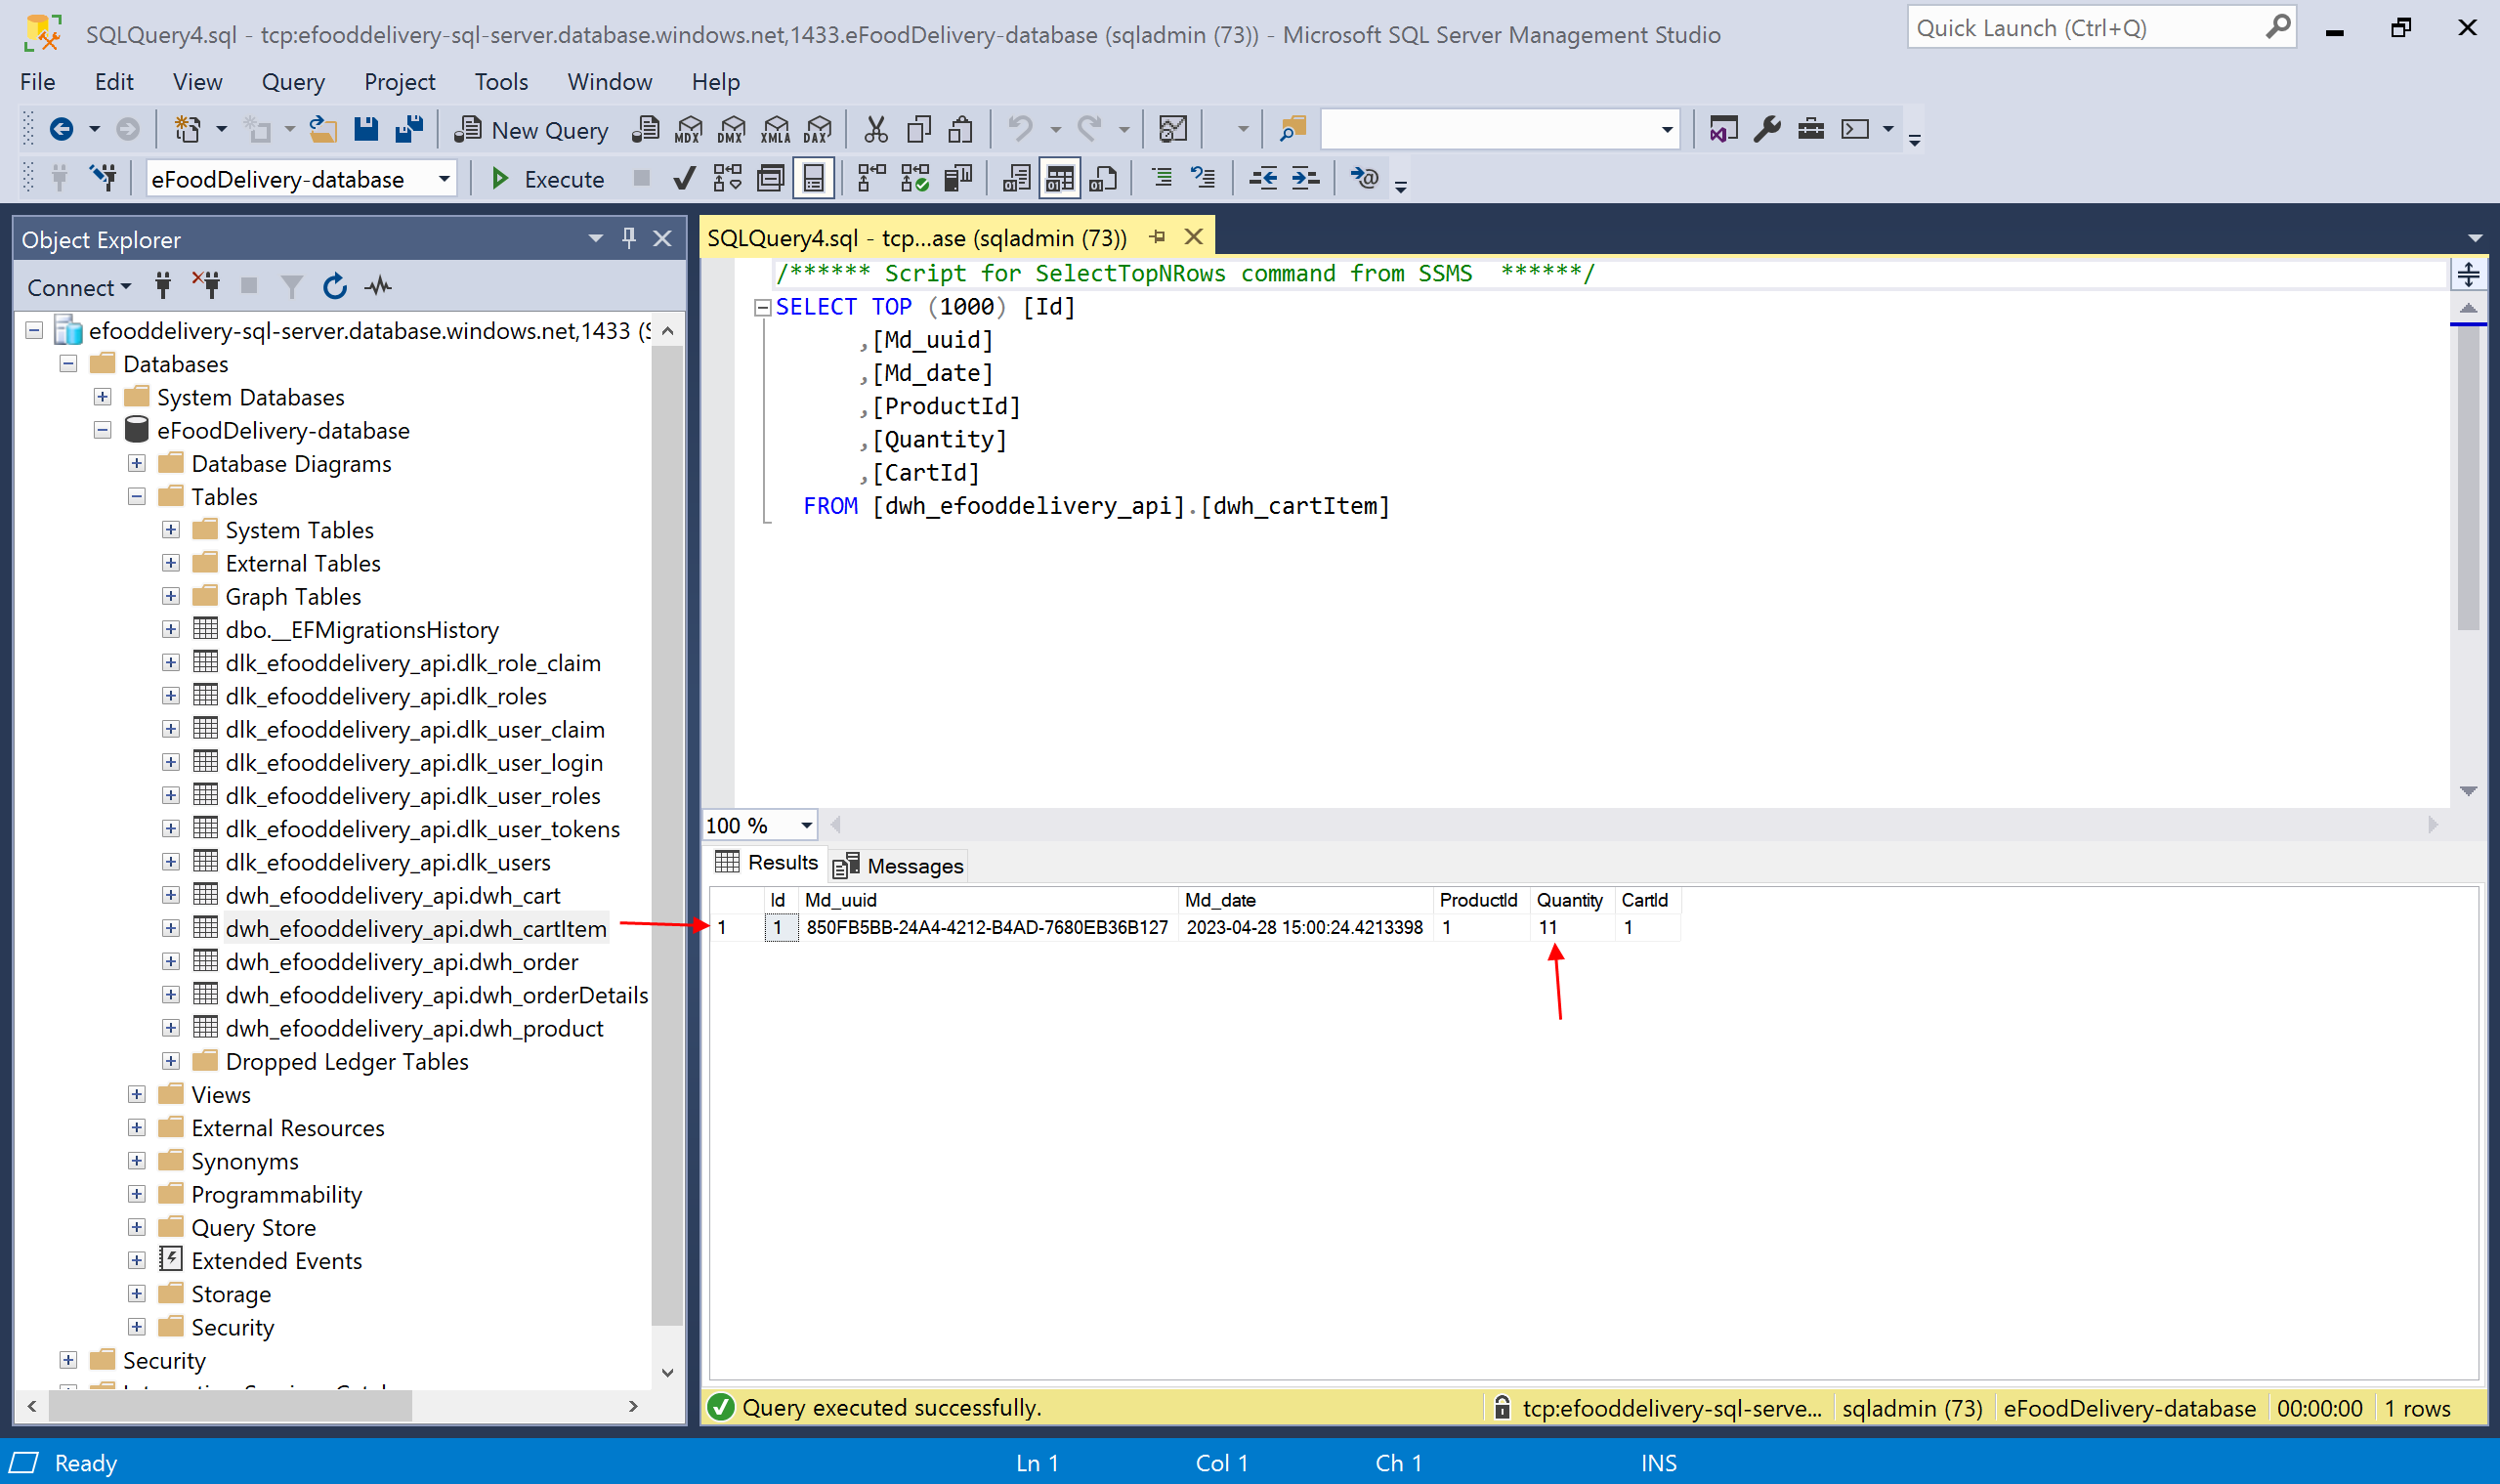 SQLQuery4.sql - tcp:efooddelivery-sql-server.database.windows.net,1433.eFoodDelivery-database (sqladmin (73)) - Microsoft SQL Server Management Studio
Quick Launch (Ctrl+Q)
File Edit View Query Project Tools Window Help
New Query MDX DMX XMLA DAX
eFoodDelivery-database Execute
Object Explorer
Connect
efooddelivery-sql-server.database.windows.net,1433 (S
Databases
System Databases
eFoodDelivery-database
Database Diagrams
Tables
System Tables
External Tables
Graph Tables
dbo.__EFMigrationsHistory
dlk_efooddelivery_api.dlk_role_claim
dlk_efooddelivery_api.dlk_roles
dlk_efooddelivery_api.dlk_user_claim
dlk_efooddelivery_api.dlk_user_login
dlk_efooddelivery_api.dlk_user_roles
dlk_efooddelivery_api.dlk_user_tokens
dlk_efooddelivery_api.dlk_users
dwh_efooddelivery_api.dwh_cart
dwh_efooddelivery_api.dwh_cartItem
dwh_efooddelivery_api.dwh_order
dwh_efooddelivery_api.dwh_orderDetails
dwh_efooddelivery_api.dwh_product
Dropped Ledger Tables
Views
External Resources
Synonyms
Programmability
Query Store
Extended Events
Storage
Security
Security
SQLQuery4.sql - tcp...ase (sqladmin (73))
/****** Script for SelectTopNRows command from SSMS  ******/
SELECT TOP (1000) [Id]
,[Md_uuid]
,[Md_date]
,[ProductId]
,[Quantity]
,[CartId]
FROM [dwh_efooddelivery_api].[dwh_cartItem]
100 %
Results Messages
Id Md_uuid Md_date ProductId Quantity CartId
1 1 850FB5BB-24A4-4212-B4AD-7680EB36B127 2023-04-28 15:00:24.4213398 1 11 1
Query executed successfully. tcp:efooddelivery-sql-serve... sqladmin (73) eFoodDelivery-database 00:00:00 1 rows
Ready Ln 1 Col 1 Ch 1 INS